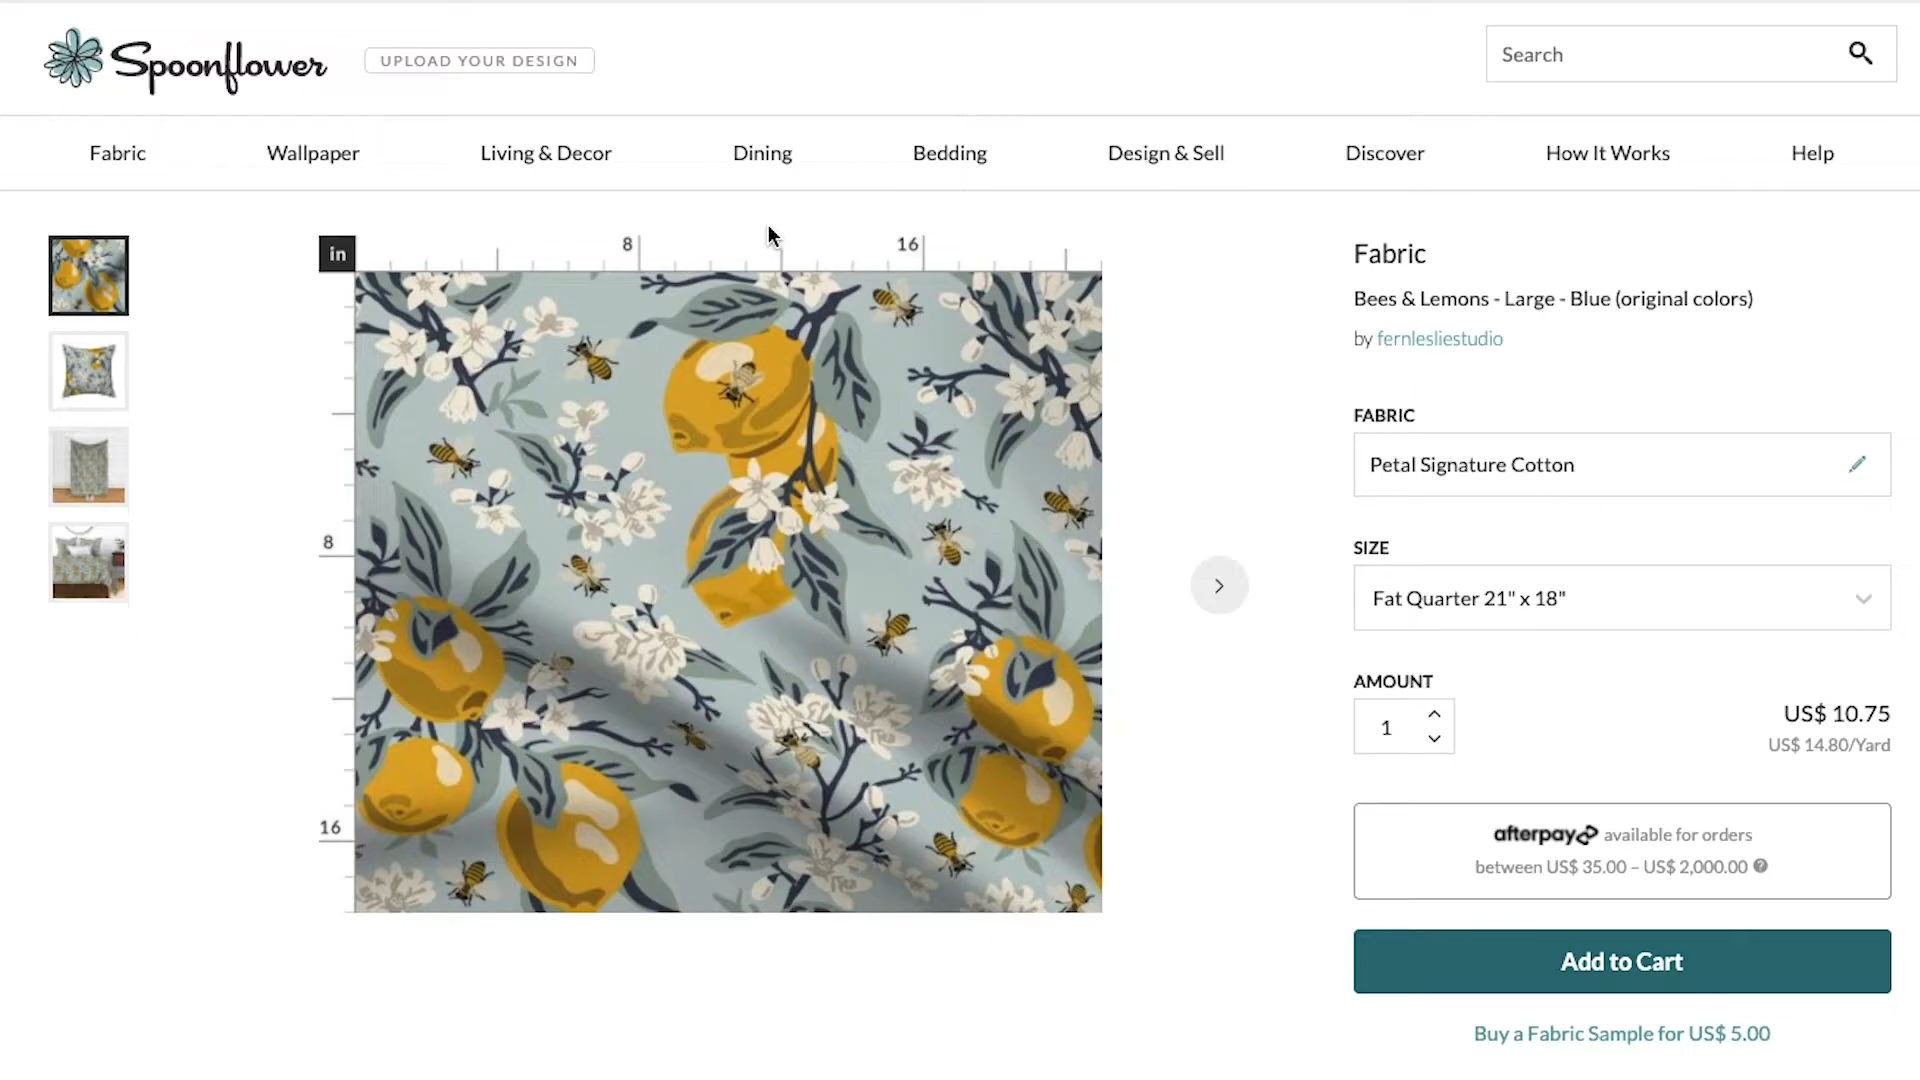 Spoonflower
UPLOAD YOUR DESIGN
Search
Fabric
Wallpaper
Living & Decor
Dining
Bedding
Design & Sell
Discover
How It Works
Help
in
8
16
8
16
Fabric
Bees & Lemons - Large - Blue (original colors)
by fernlesliestudio
FABRIC
Petal Signature Cotton
SIZE
Fat Quarter 21" x 18"
AMOUNT
1
US$ 10.75
US$ 14.80/Yard
afterpay available for orders
between US$ 35.00 – US$ 2,000.00 ?
Add to Cart
Buy a Fabric Sample for US$ 5.00